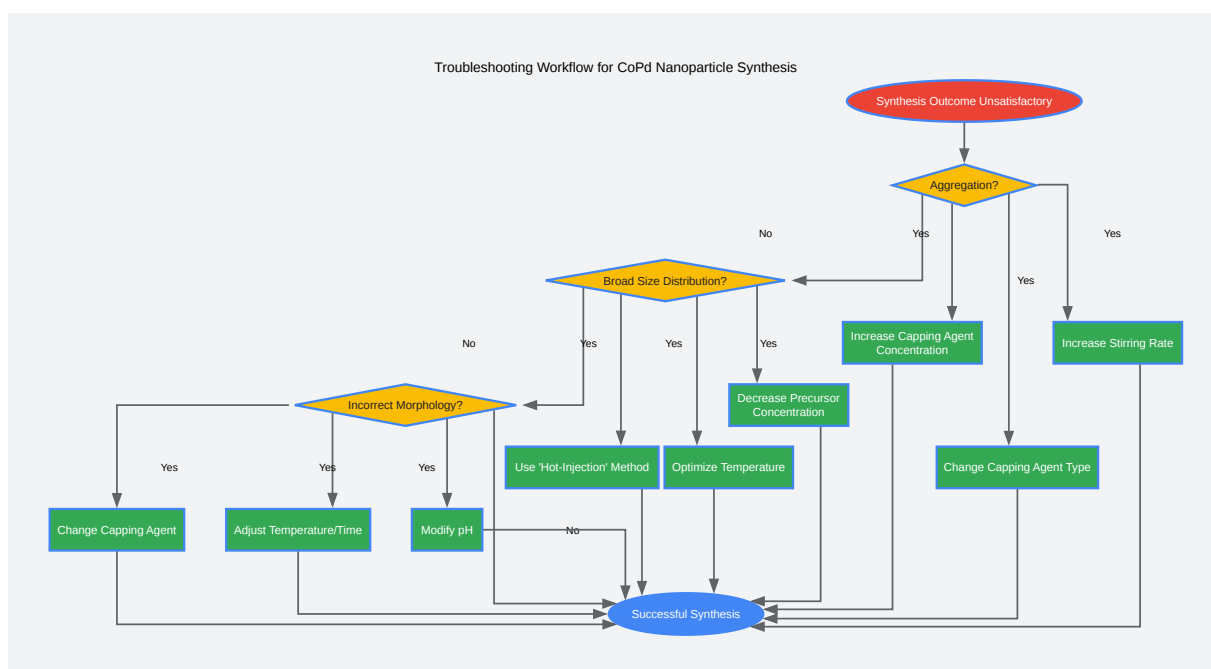 Troubleshooting Workflow for CoPd Nanoparticle Synthesis
Synthesis Outcome Unsatisfactory
Aggregation?
No
Yes
Yes
Broad Size Distribution?
Yes
Increase Capping Agent
Concentration
Increase Stirring Rate
No
Yes
Yes
Yes
Decrease Precursor
Concentration
Incorrect Morphology?
Yes
Yes
Yes
Use 'Hot-Injection' Method
Optimize Temperature
Change Capping Agent Type
Change Capping Agent
Adjust Temperature/Time
Modify pH
No
Successful Synthesis